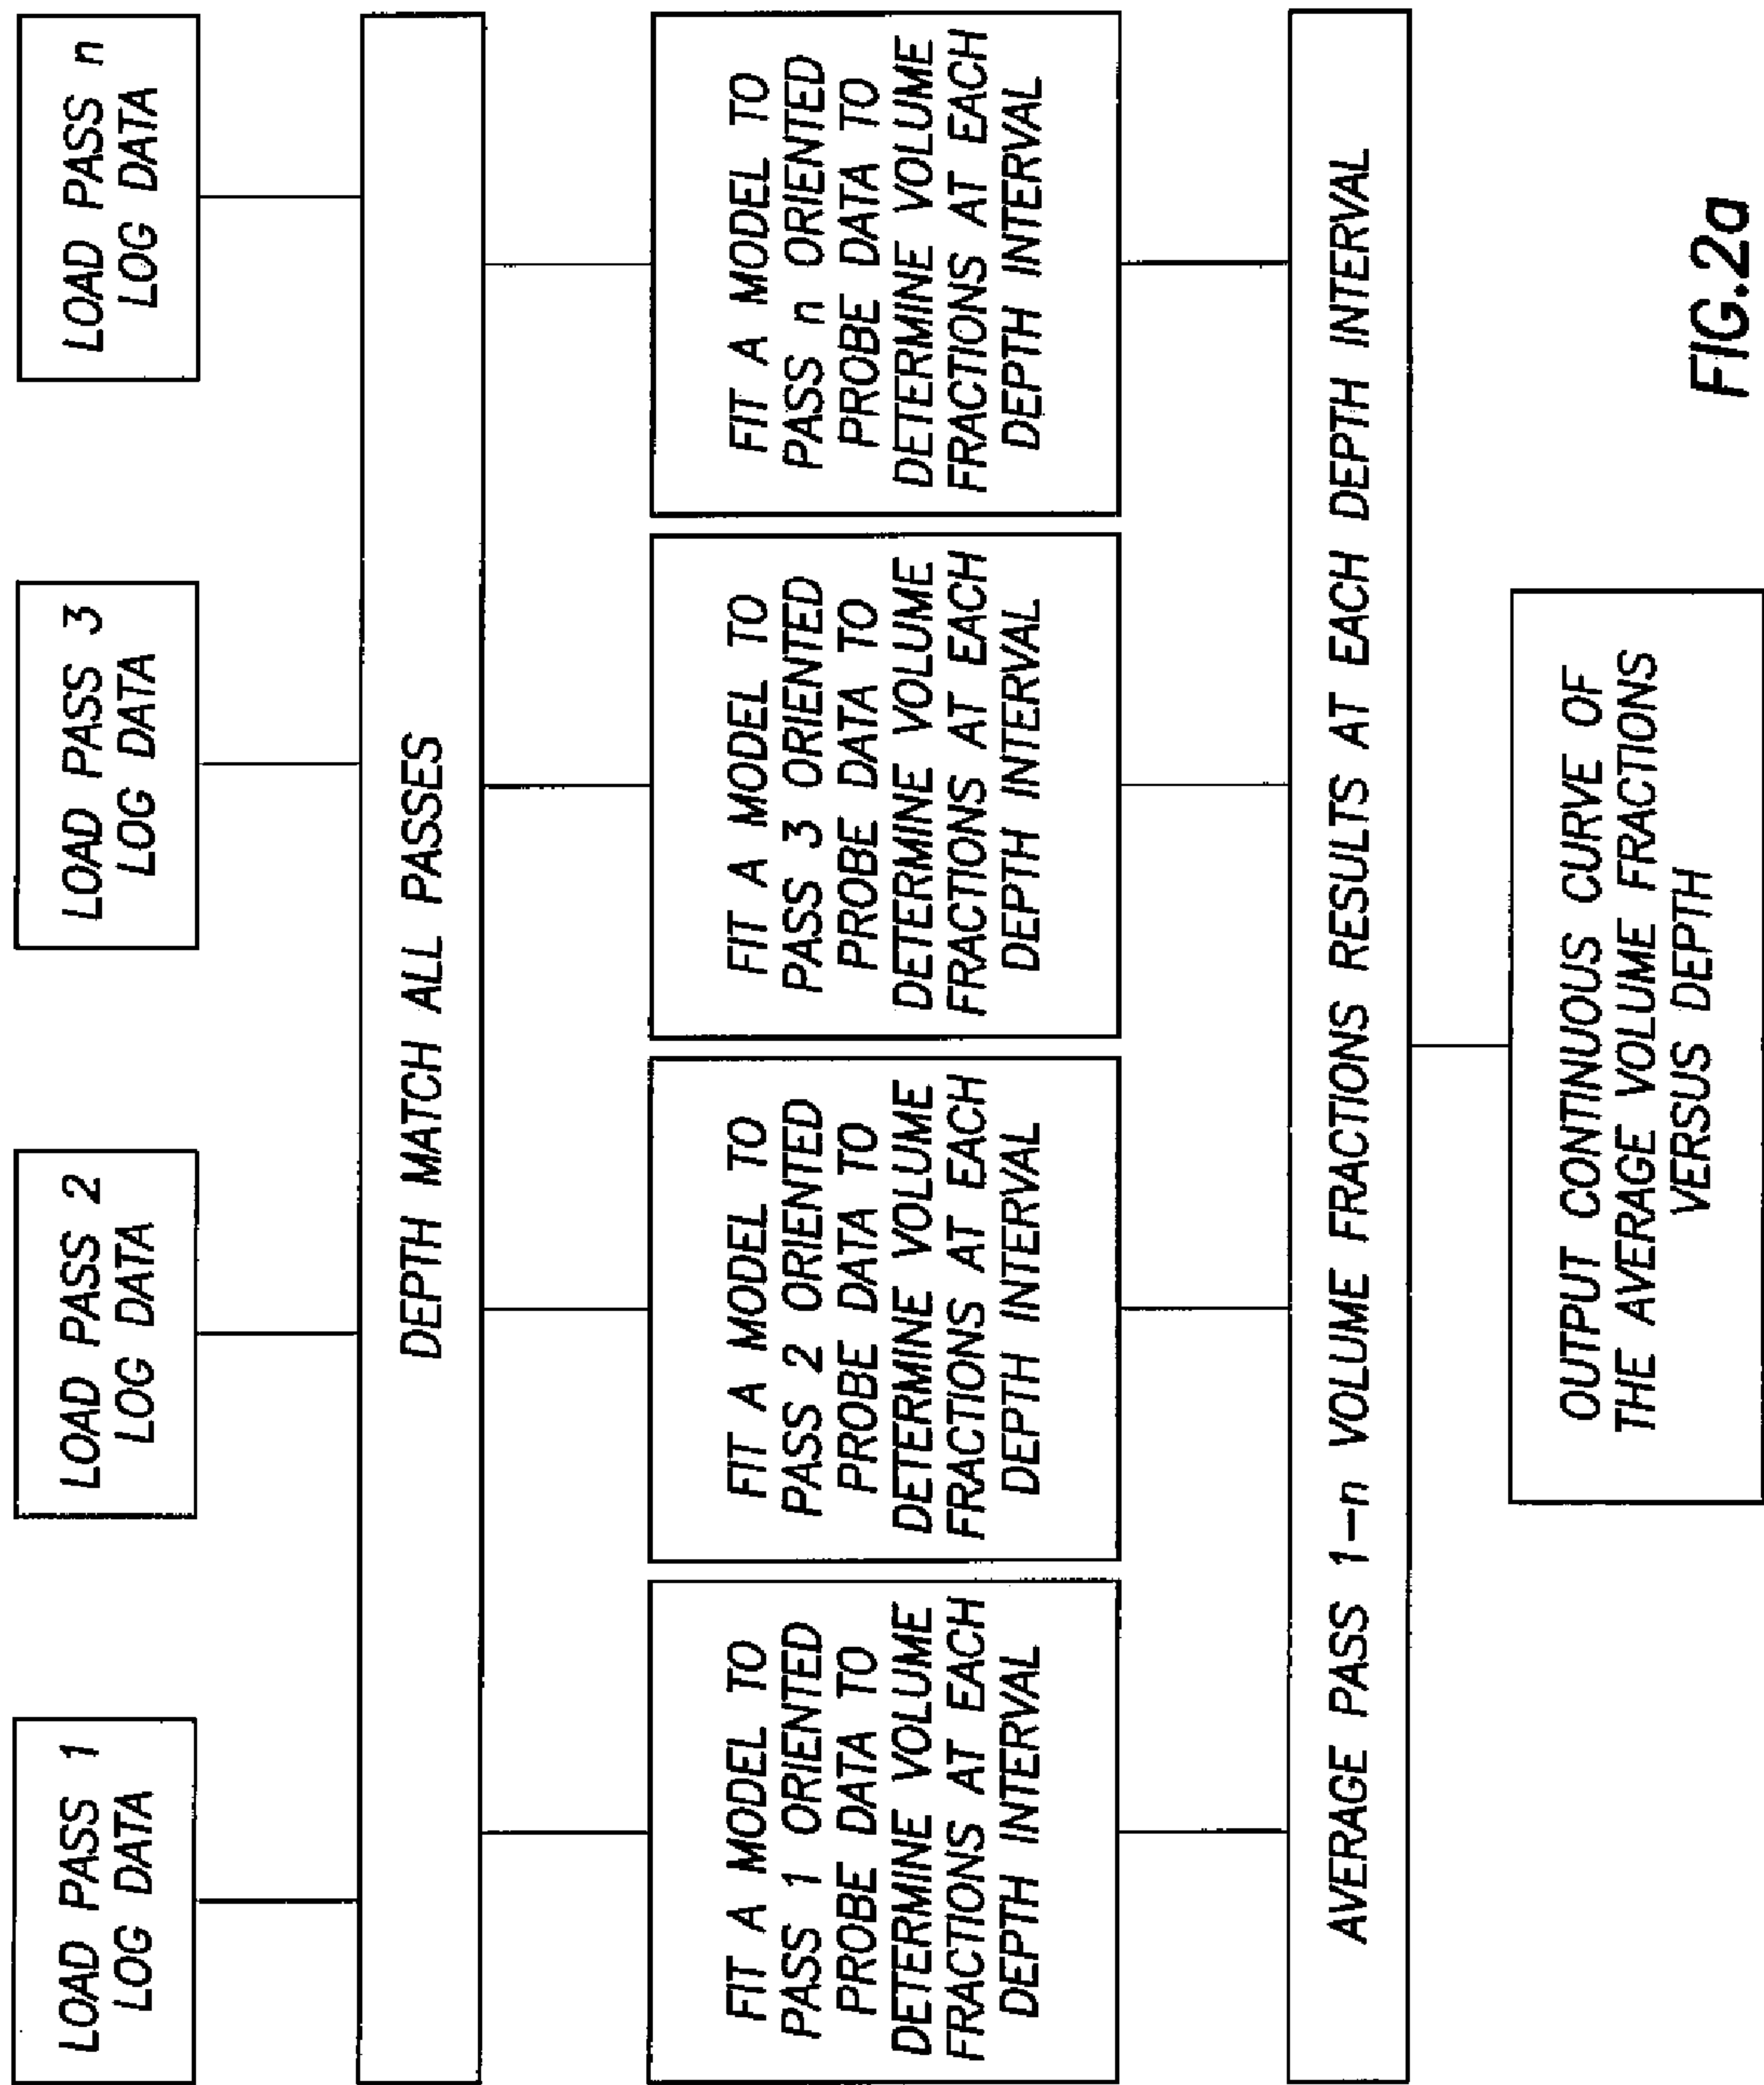 LOAD PASS 1
LOG DATA
LOAD PASS 2
LOG DATA
LOAD PASS 3
LOG DATA
LOAD PASS n
LOG DATA
DEPTH MATCH ALL PASSES
FIT A MODEL TO
PASS 1 ORIENTED
PROBE DATA TO
DETERMINE VOLUME
FRACTIONS AT EACH
DEPTH INTERVAL
FIT A MODEL TO
PASS 2 ORIENTED
PROBE DATA TO
DETERMINE VOLUME
FRACTIONS AT EACH
DEPTH INTERVAL
FIT A MODEL TO
PASS 3 ORIENTED
PROBE DATA TO
DETERMINE VOLUME
FRACTIONS AT EACH
DEPTH INTERVAL
FIT A MODEL TO
PASS n ORIENTED
PROBE DATA TO
DETERMINE VOLUME
FRACTIONS AT EACH
DEPTH INTERVAL
AVERAGE PASS 1-n VOLUME FRACTIONS RESULTS AT EACH DEPTH INTERVAL
OUTPUT CONTINUOUS CURVE OF
THE AVERAGE VOLUME FRACTIONS
VERSUS DEPTH
FIG.2a